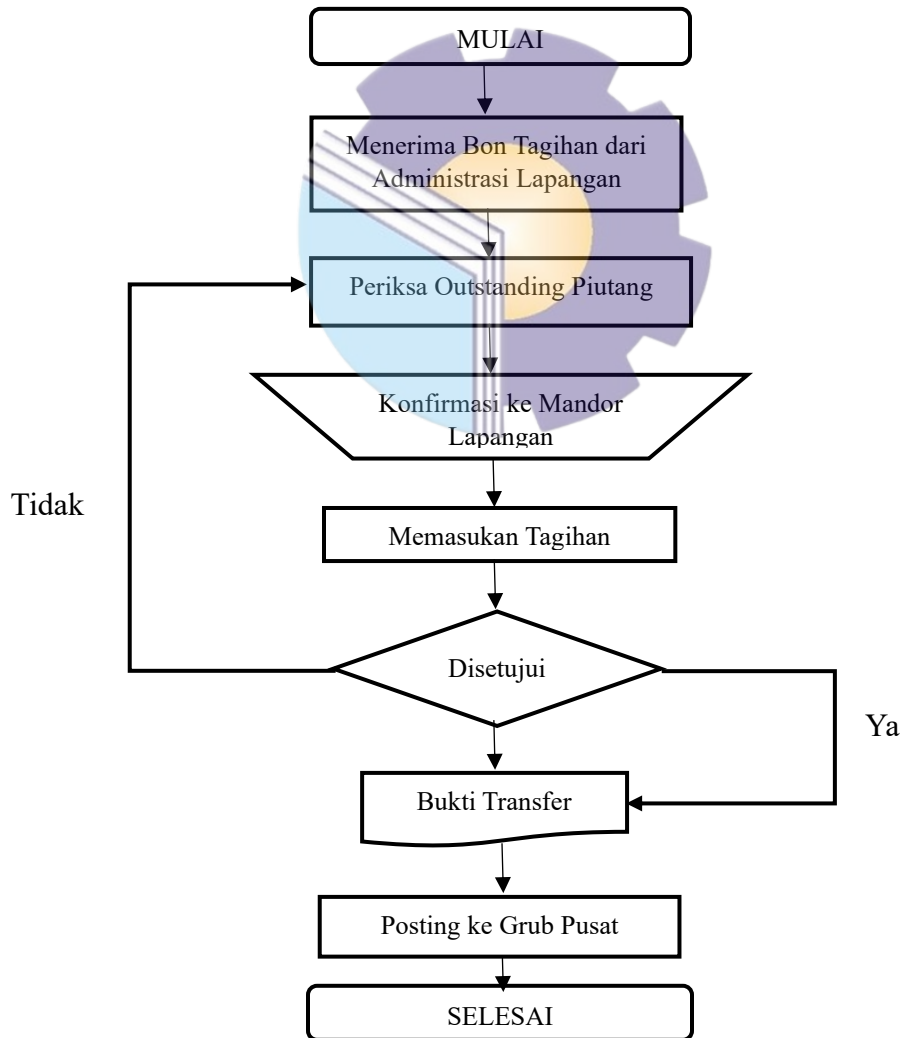 MULAI
Menerima Bon Tagihan dari
Administrasi Lapangan
Periksa Outstanding Piutang
Konfirmasi ke Mandor
Lapangan
Tidak
Memasukan Tagihan
Disetujui
Ya
Bukti Transfer
Posting ke Grub Pusat
SELESAI